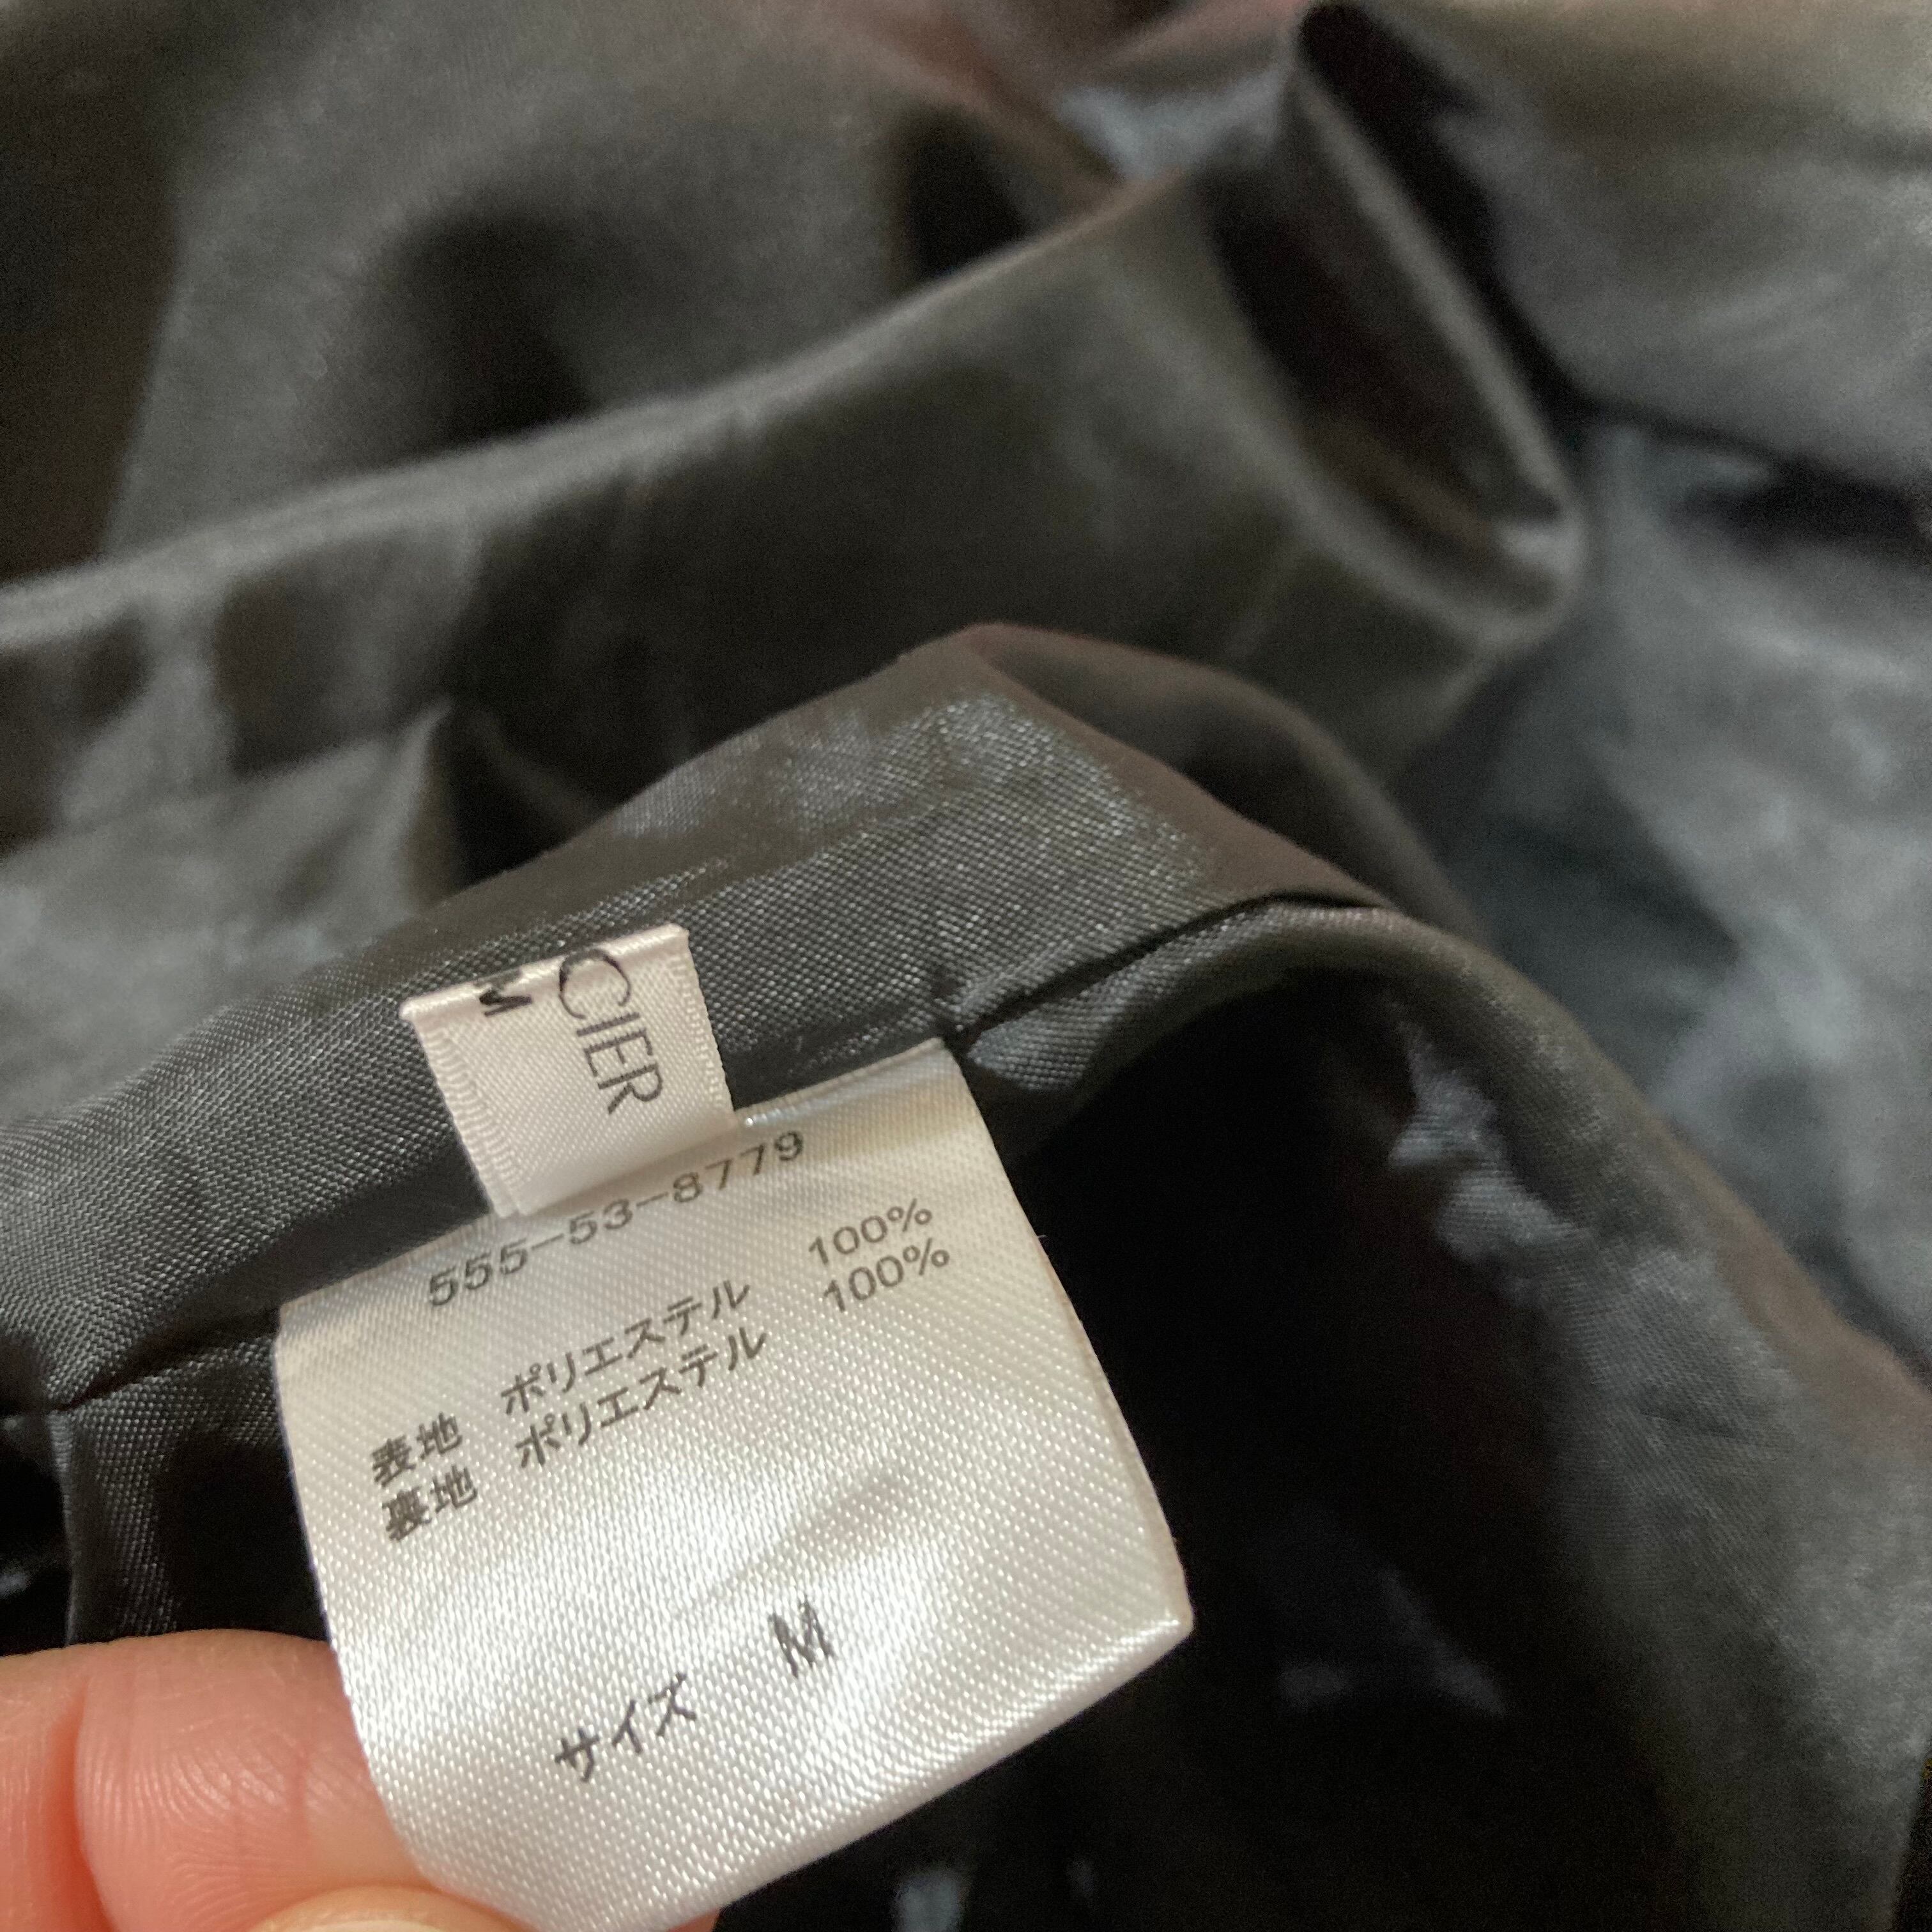 CIER
M
555-53-8779
表地 ポリエステル 100%
裏地 ポリエステル 100%
サイズ M